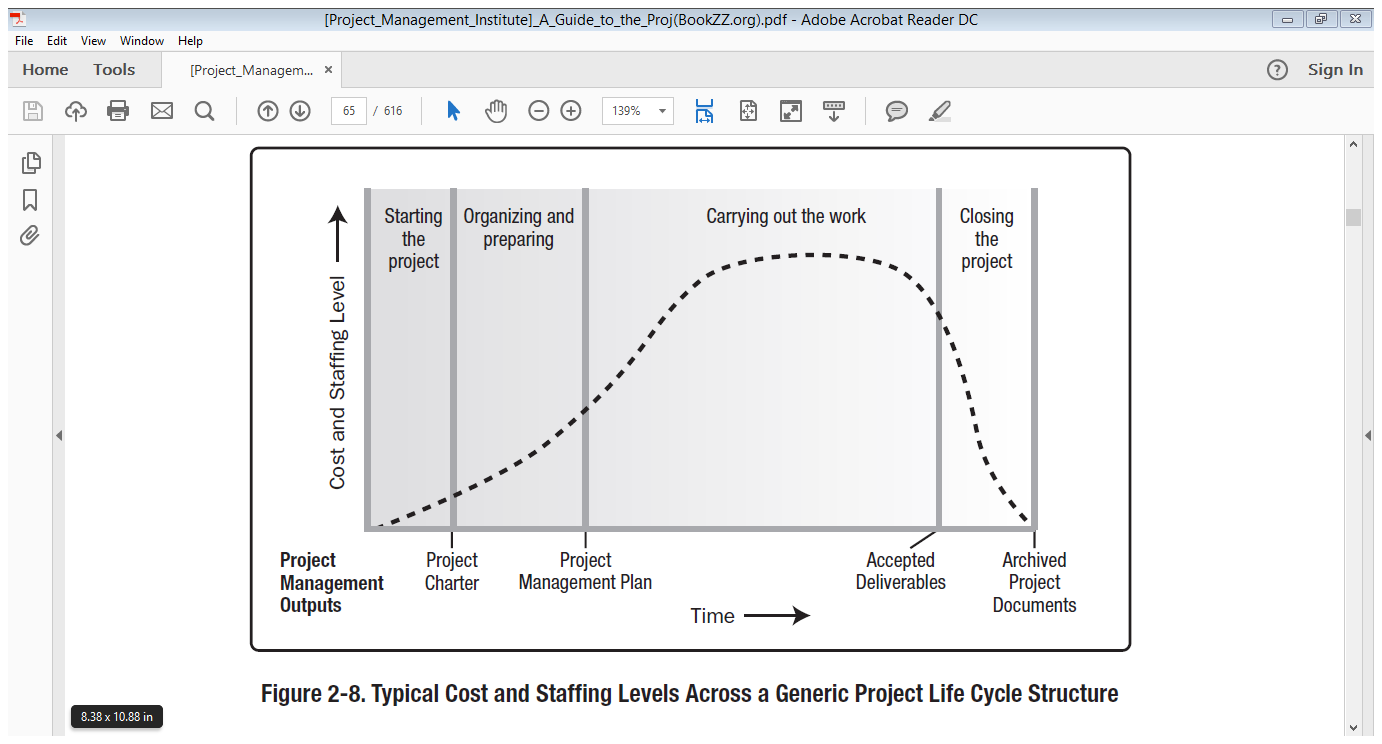 [Project_Management_Institute]_A_Guide_to_the_Proj(BookZZ.org).pdf - Adobe Acrobat Reader DC
File Edit View Window Help
Home Tools [Project_Managem... × ? Sign In
65 / 616 139%
Starting
the
project
Organizing and
preparing
Carrying out the work
Closing
the
project
Cost and Staffing Level
Project
Management
Outputs
Project
Charter
Project
Management Plan
Accepted
Deliverables
Archived
Project
Documents
Time
Figure 2-8. Typical Cost and Staffing Levels Across a Generic Project Life Cycle Structure
8.38 x 10.88 in